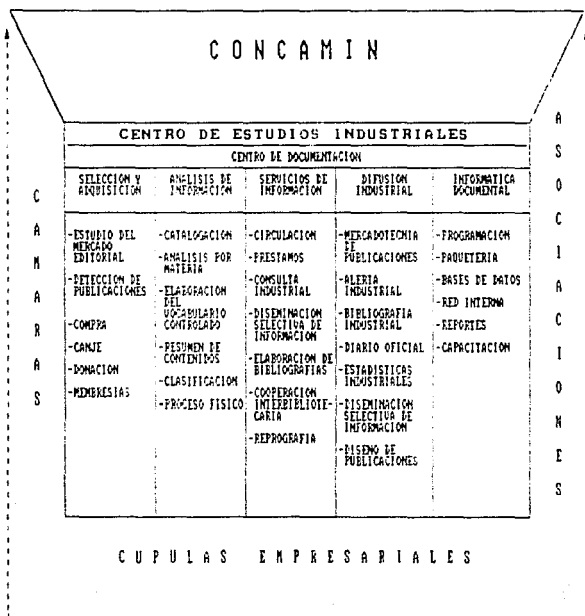 CONCAMIN
CENTRO DE ESTUDIOS INDUSTRIALES
CENTRO DE DOCUMENTACION
SELECCION Y
ADQUISICION
ANALISIS DE
INFORMACION
SERVICIOS DE
INFORMACION
DIFUSION
INDUSTRIAL
INFORMATICA
DOCUMENTAL
-ESTUDIO DEL
MERCADO
EDITORIAL
-DETECCION DE
PUBLICACIONES
-COMPRA
-CANJE
-DONACION
-MEMBRESIAS
-CATALOGACION
-ANALISIS POR
MATERIA
-ELABORACION
DEL
VOCABULARIO
CONTROLADO
-RESUMEN DE
CONTENIDOS
-CLASIFICACION
-PROCESO FISICO
-CIRCULACION
-PRESTAMOS
-CONSULTA
INDUSTRIAL
-DISEMINACION
SELECTIVA DE
INFORMACION
-ELABORACION DE
BIBLIOGRAFIAS
-COOPERACION
INTERBIBLIOTE-
CARIA
-REPROGRAFIA
-MERCADOTECNIA
DE
PUBLICACIONES
-ALERTA
INDUSTRIAL
-BIBLIOGRAFIA
INDUSTRIAL
-DIARIO OFICIAL
-ESTADISTICAS
INDUSTRIALES
-DISEMINACION
SELECTIVA DE
INFORMACION
-DISENO DE
PUBLICACIONES
-PROGRAMACION
-PAQUETERIA
-BASES DE DATOS
-RED INTERNA
-REPORTES
-CAPACITACION
CAMARAS
ASOCIACIONES
CUPULAS EMPRESARIALES